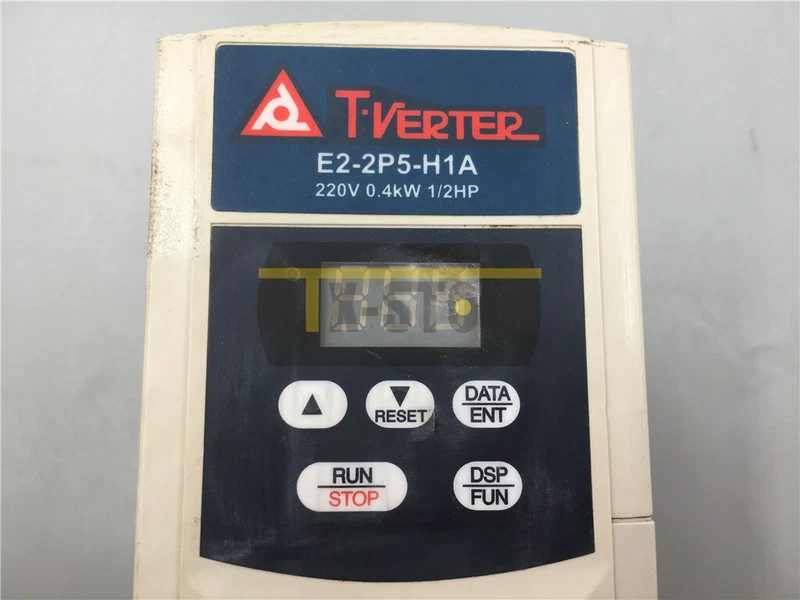 T-VERTER
E2-2P5-H1A
220V 0.4kW 1/2HP
▲
▼
RESET
DATA
ENT
RUN
STOP
DSP
FUN